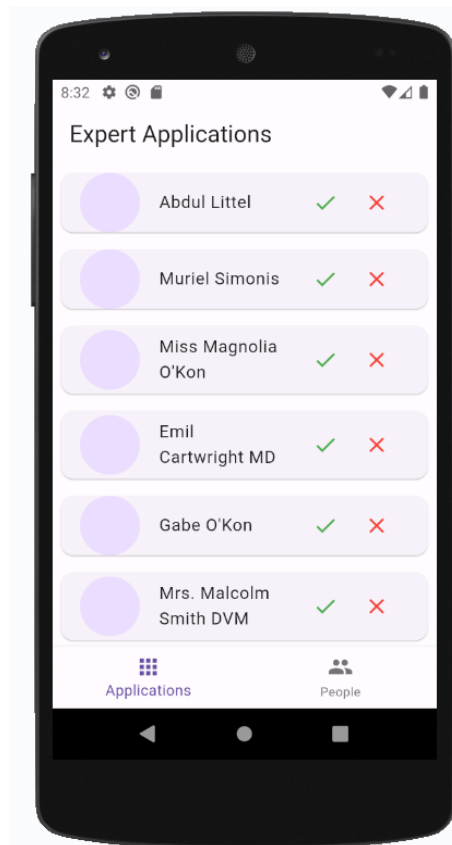 8:32
Expert Applications
Abdul Littel
Muriel Simonis
Miss Magnolia
O'Kon
Emil
Cartwright MD
Gabe O'Kon
Mrs. Malcolm
Smith DVM
Applications
People